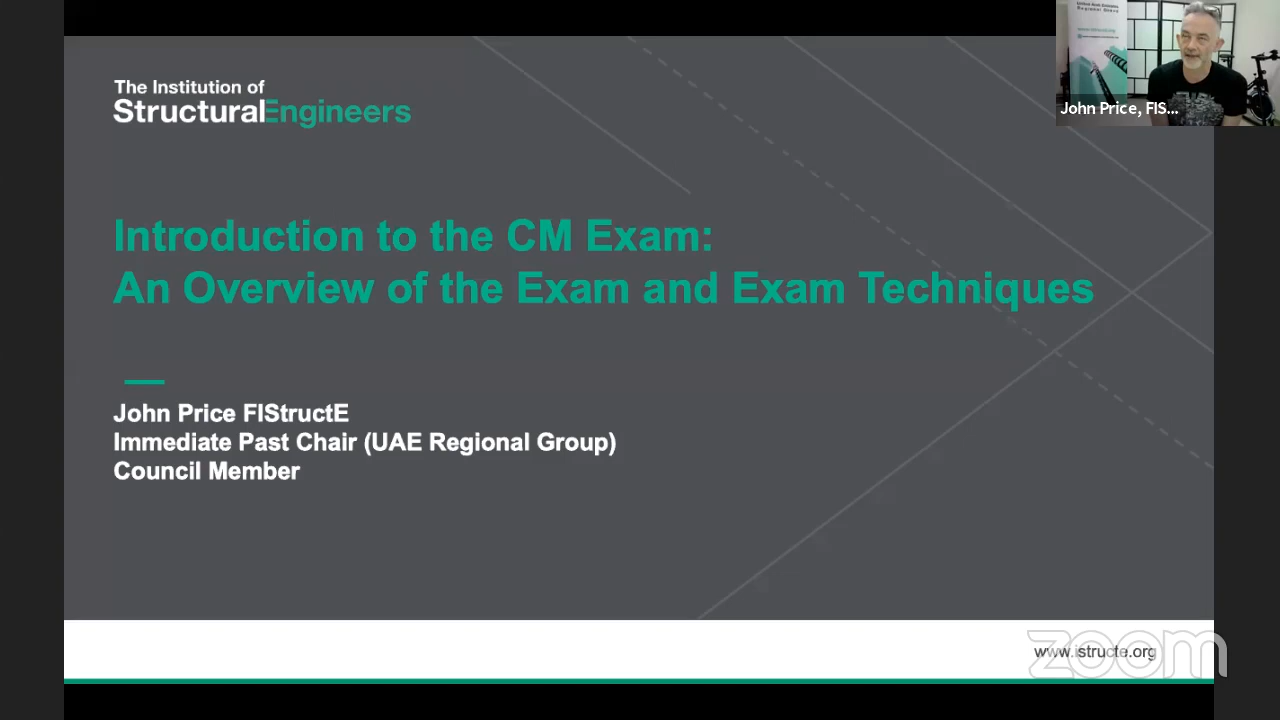 The Institution of
StructuralEngineers
Introduction to the CM Exam:
An Overview of the Exam and Exam Techniques
John Price FIStructE
Immediate Past Chair (UAE Regional Group)
Council Member
John Price, FIS...
www.istructe.org
zoom